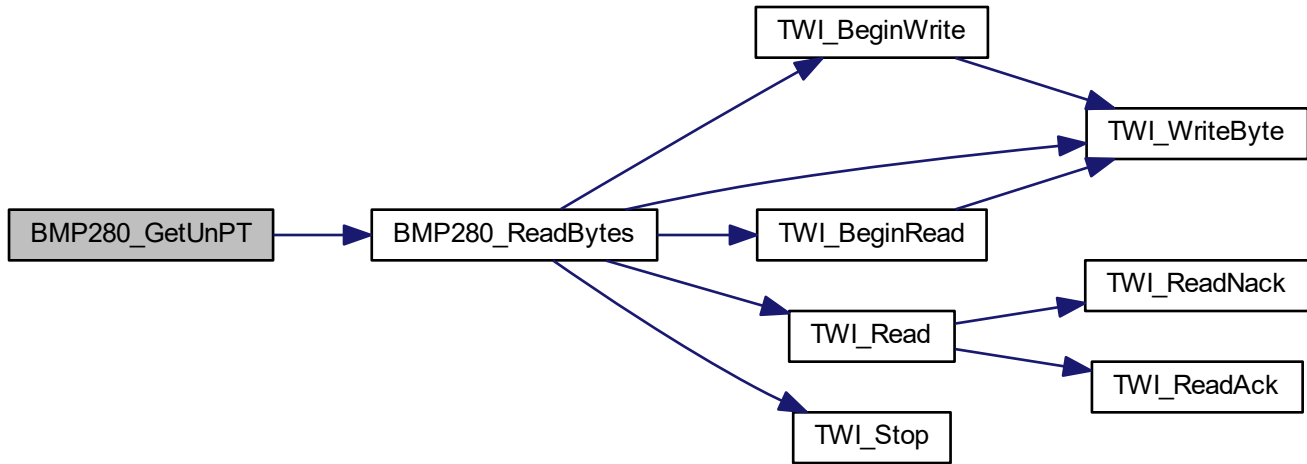 BMP280_GetUnPT
BMP280_ReadBytes
TWI_BeginWrite
TWI_WriteByte
TWI_BeginRead
TWI_Read
TWI_ReadNack
TWI_ReadAck
TWI_Stop